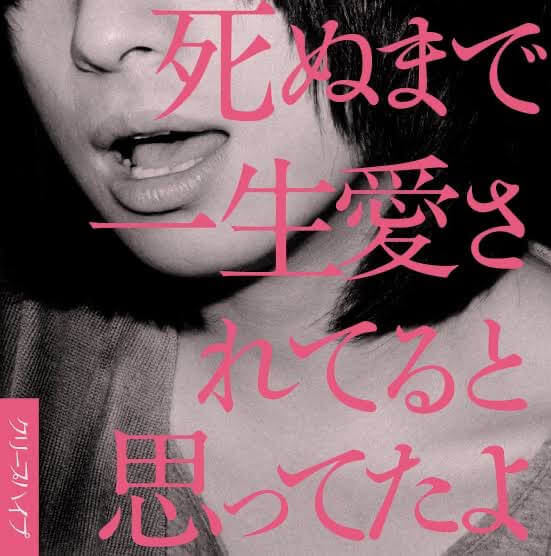 死ぬまで
一生愛さ
れてると
思ってたよ
クリープハイプ